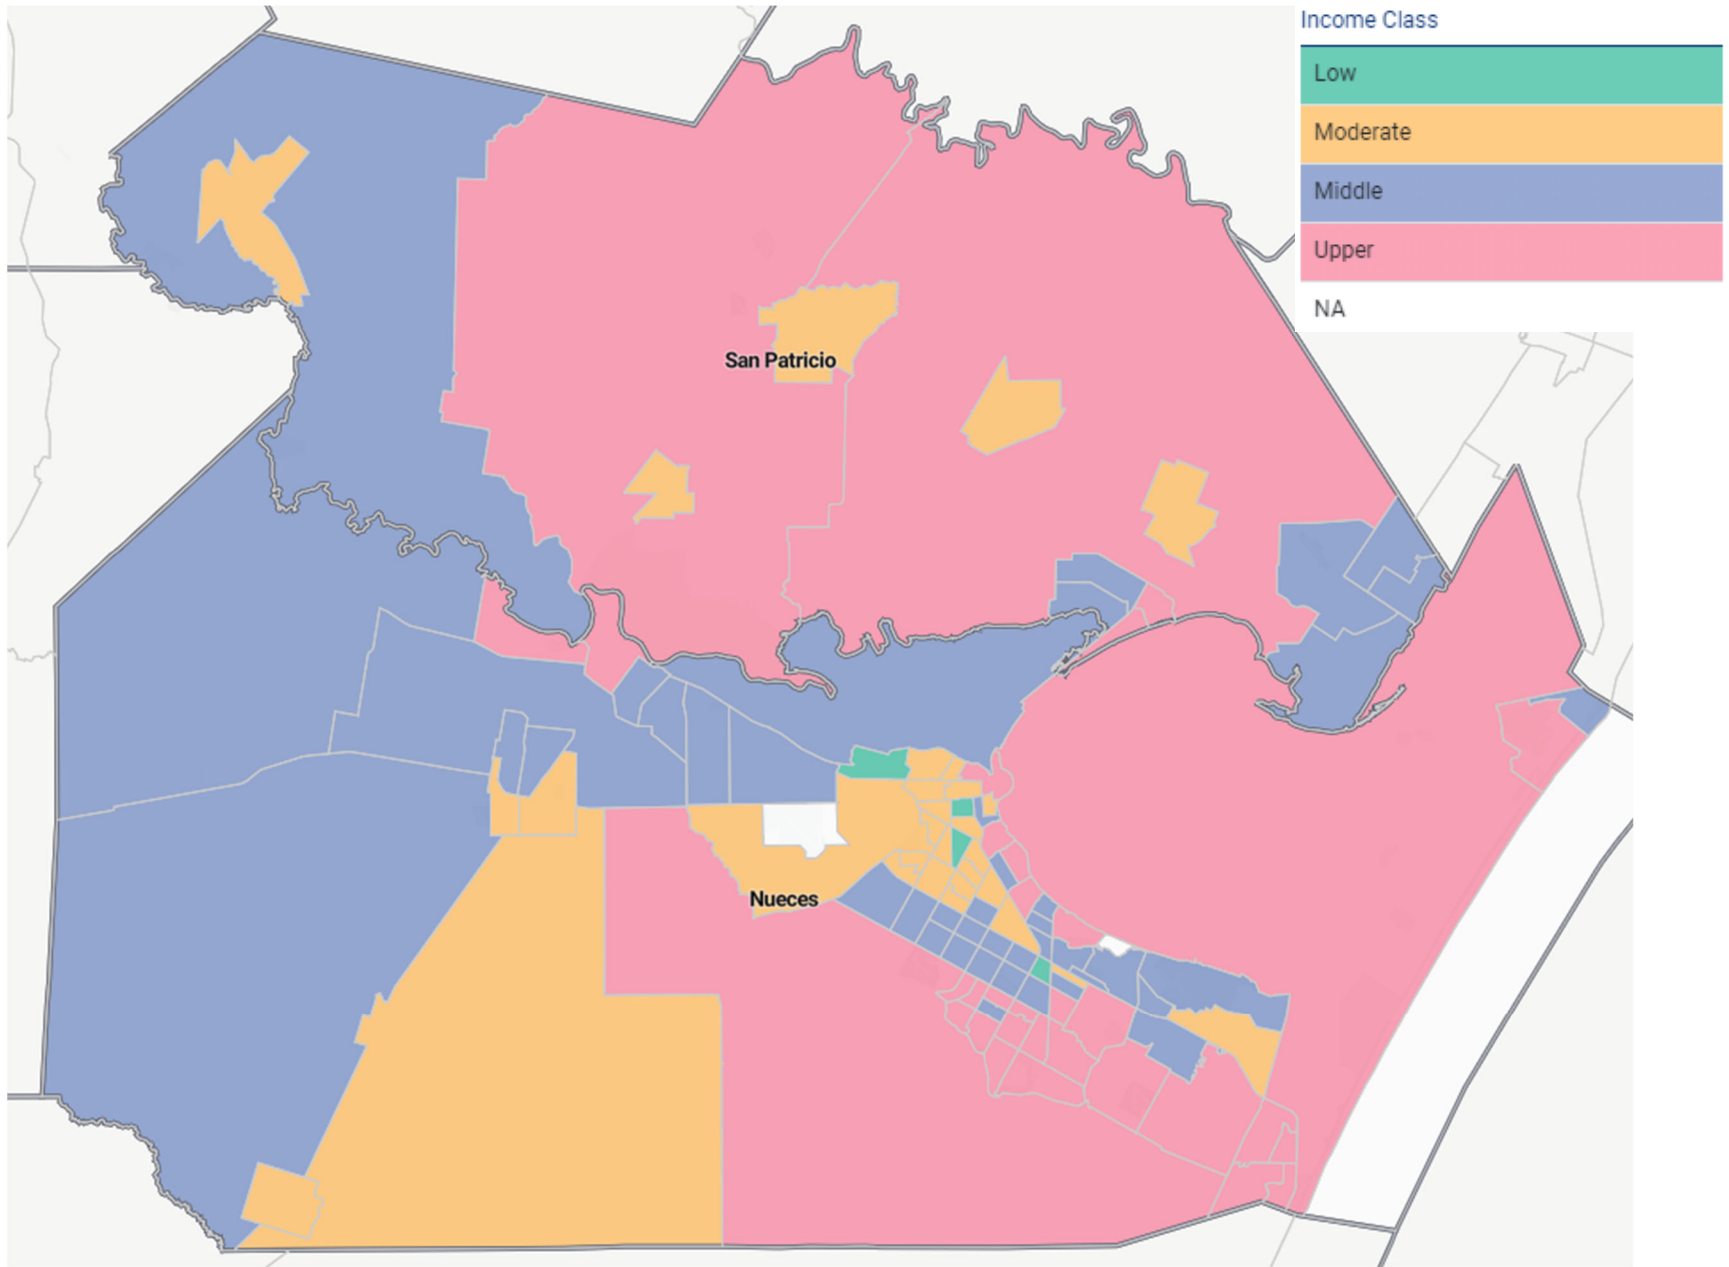 Income Class
Low
Moderate
Middle
Upper
NA
San Patricio
Nueces